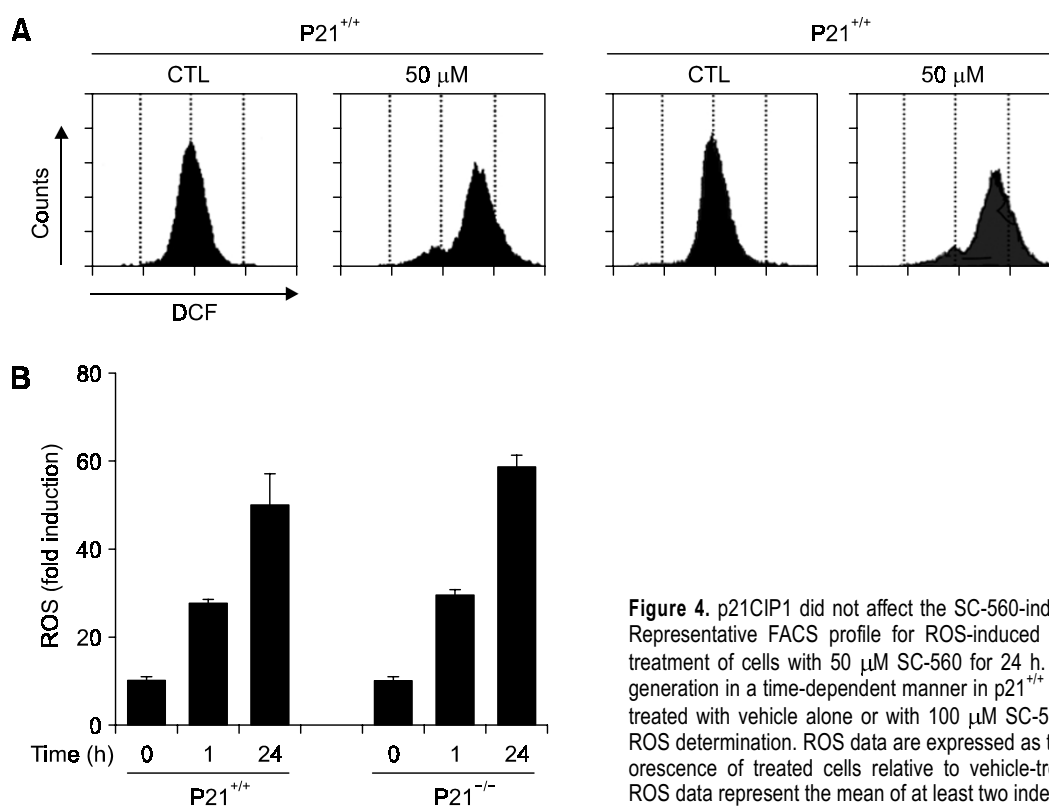 A
P21+/+
P21+/+
CTL
50 μM
CTL
50 μM
Counts
DCF
B
ROS (fold induction)
80
60
40
20
0
Time (h) 0 1 24 0 1 24
P21+/+ P21−/−
Figure 4. p21CIP1 did not affect the SC-560-ind
Representative FACS profile for ROS-induced
treatment of cells with 50 μM SC-560 for 24 h.
generation in a time-dependent manner in p21+/+
treated with vehicle alone or with 100 μM SC-5
ROS determination. ROS data are expressed as t
orescence of treated cells relative to vehicle-tre
ROS data represent the mean of at least two inde